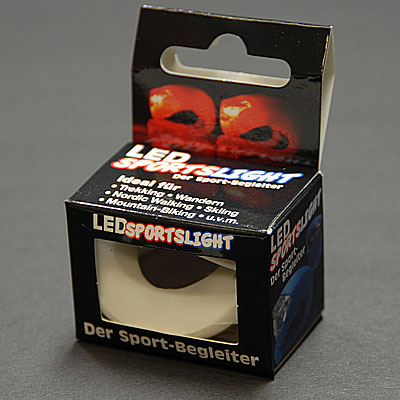 LED
SPORTSLIGHT
Der Sport-Begleiter
Ideal für
• Trekking • Wandern
• Nordic Walking • Skiing
• Mountain-Biking • u.v.m.
LEDSPORTSLIGHT
Der Sport-Begleiter
LED
SPORTSLIGHT
Der Sport-
Begleiter